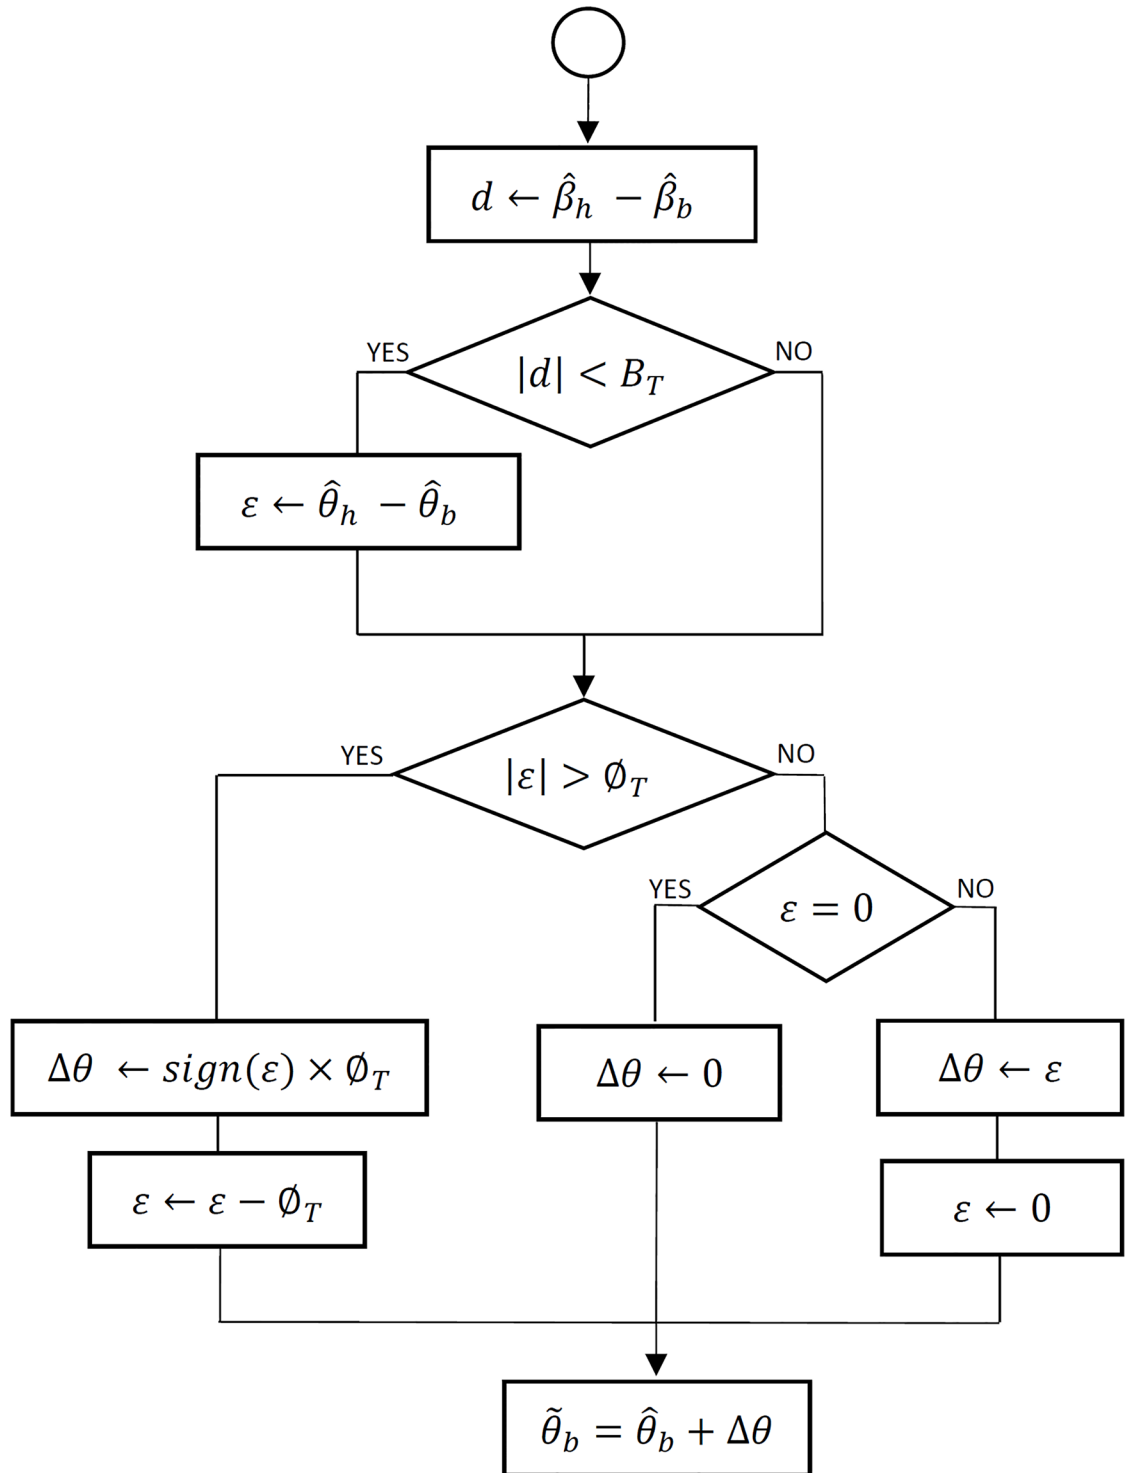 d ← β̂_h − β̂_b
YES
NO
|d| < B_T
ε ← θ̂_h − θ̂_b
YES
NO
|ε| > ∅_T
YES
NO
ε = 0
Δθ ← sign(ε) × ∅_T
Δθ ← 0
Δθ ← ε
ε ← ε − ∅_T
ε ← 0
θ̃_b = θ̂_b + Δθ